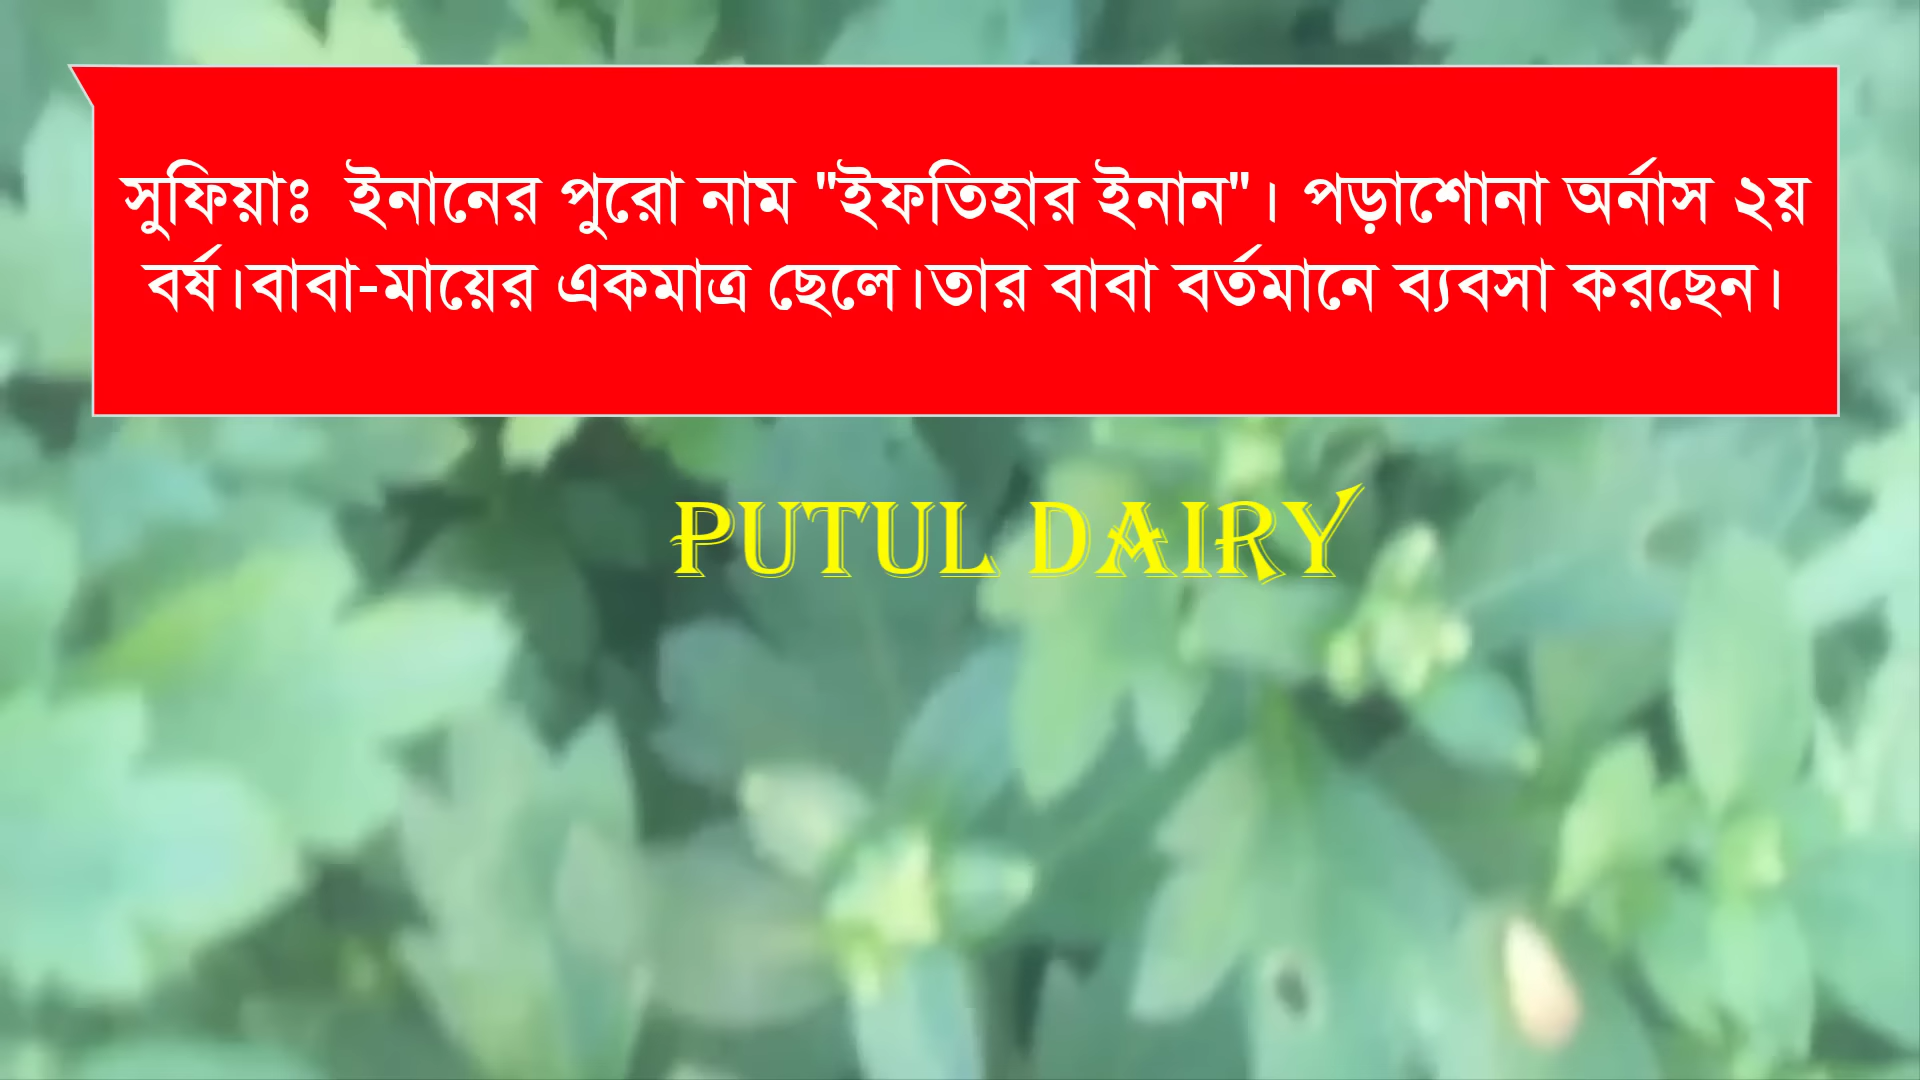 সুফিয়াঃ ইনানের পুরো নাম "ইফতিহার ইনান"। পড়াশোনা অর্নাস ২য়
বর্ষ।বাবা-মায়ের একমাত্র ছেলে।তার বাবা বর্তমানে ব্যবসা করছেন।
PUTUL DAIRY